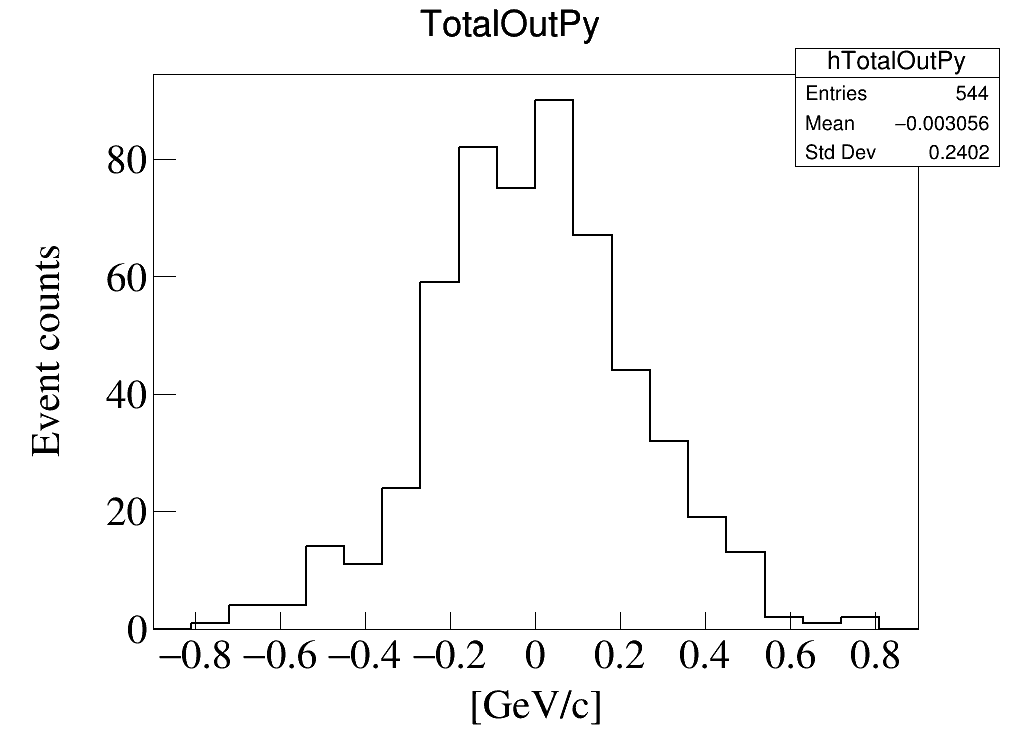 TotalOutPy
hTotalOutPy
Entries 544
Mean −0.003056
Std Dev 0.2402
Event counts
80
60
40
20
0
−0.8 −0.6 −0.4 −0.2 0 0.2 0.4 0.6 0.8
[GeV/c]